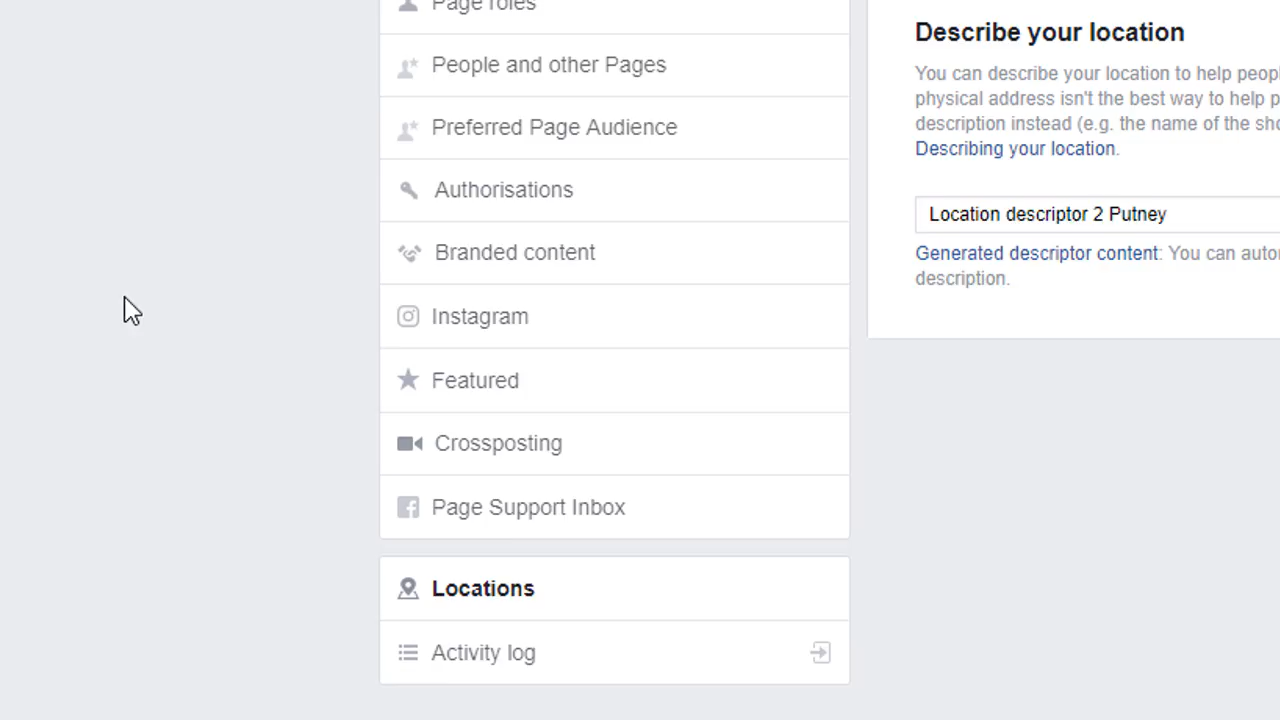 Page roles
People and other Pages
Preferred Page Audience
Authorisations
Branded content
Instagram
Featured
Crossposting
Page Support Inbox
Locations
Activity log
Describe your location
You can describe your location to help
physical address isn't the best way to help
description instead (e.g. the name of the
Describing your location.
Location descriptor 2 Putney
Generated descriptor content: You can
description.